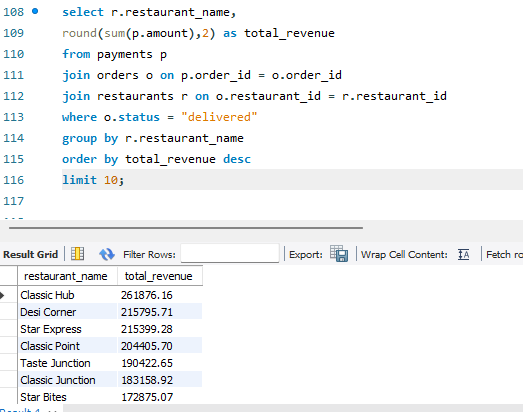 108 select r.restaurant_name,
109 round(sum(p.amount),2) as total_revenue
110 from payments p
111 join orders o on p.order_id = o.order_id
112 join restaurants r on o.restaurant_id = r.restaurant_id
113 where o.status = "delivered"
114 group by r.restaurant_name
115 order by total_revenue desc
116 limit 10;
117
Result Grid Filter Rows: Export: Wrap Cell Content: Fetch ro
restaurant_name total_revenue
Classic Hub 261876.16
Desi Corner 215795.71
Star Express 215399.28
Classic Point 204405.70
Taste Junction 190422.65
Classic Junction 183158.92
Star Bites 172875.07